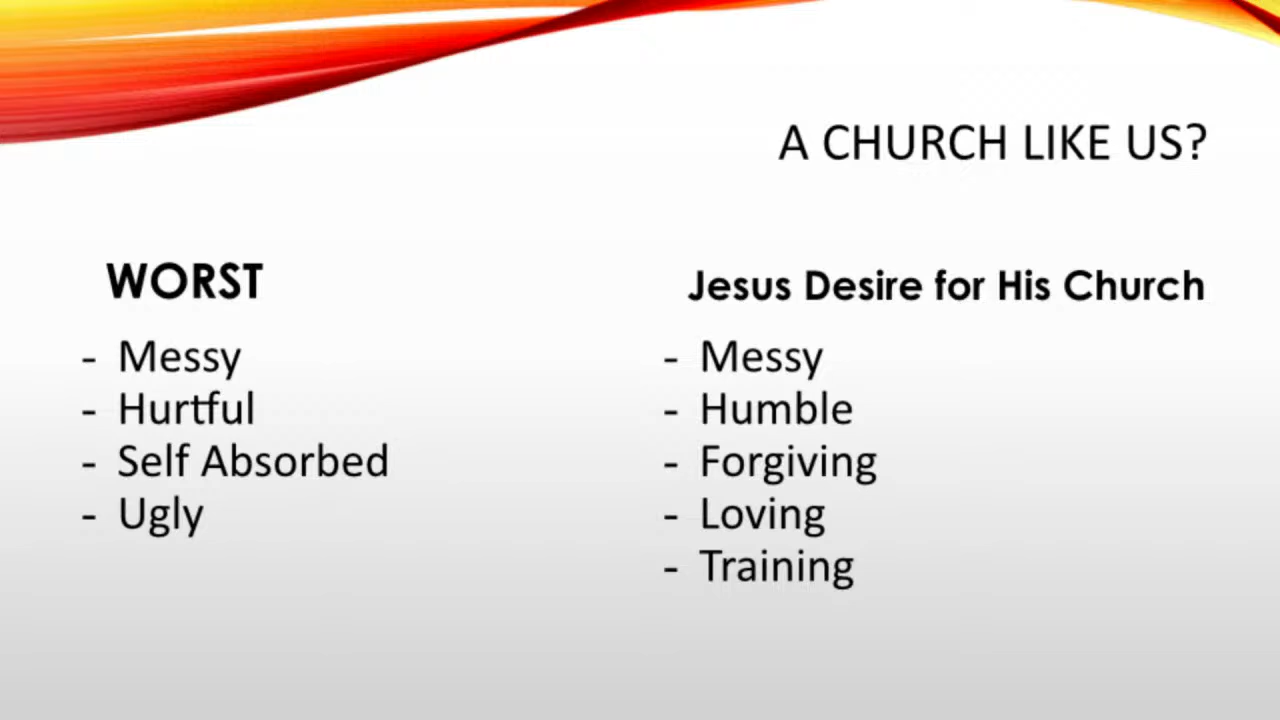 A CHURCH LIKE US?
WORST
- Messy
- Hurtful
- Self Absorbed
- Ugly
Jesus Desire for His Church
- Messy
- Humble
- Forgiving
- Loving
- Training